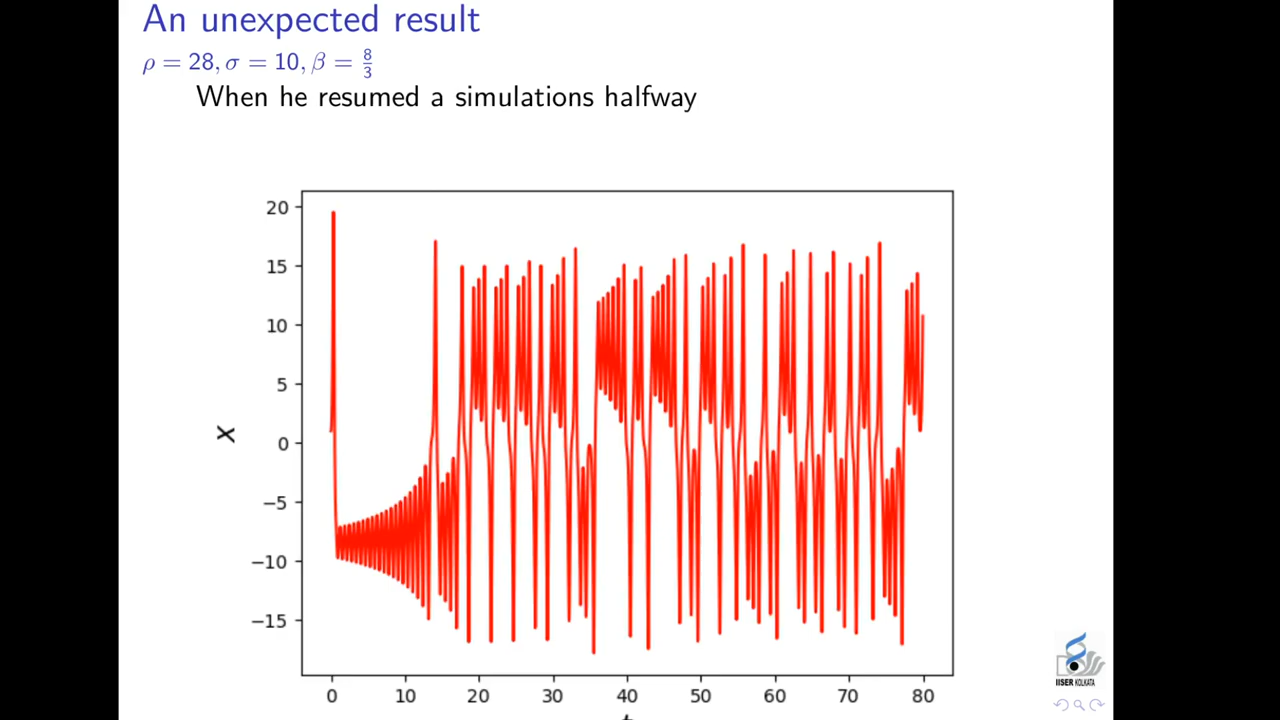 An unexpected result
ρ = 28, σ = 10, β = 8/3
When he resumed a simulations halfway
20
15
10
5
0
−5
−10
−15
x
0 10 20 30 40 50 60 70 80
IISER KOLKATA